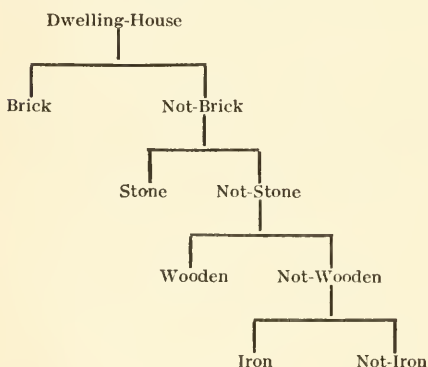 Dwelling-House
Brick Not-Brick
Stone Not-Stone
Wooden Not-Wooden
Iron Not-Iron